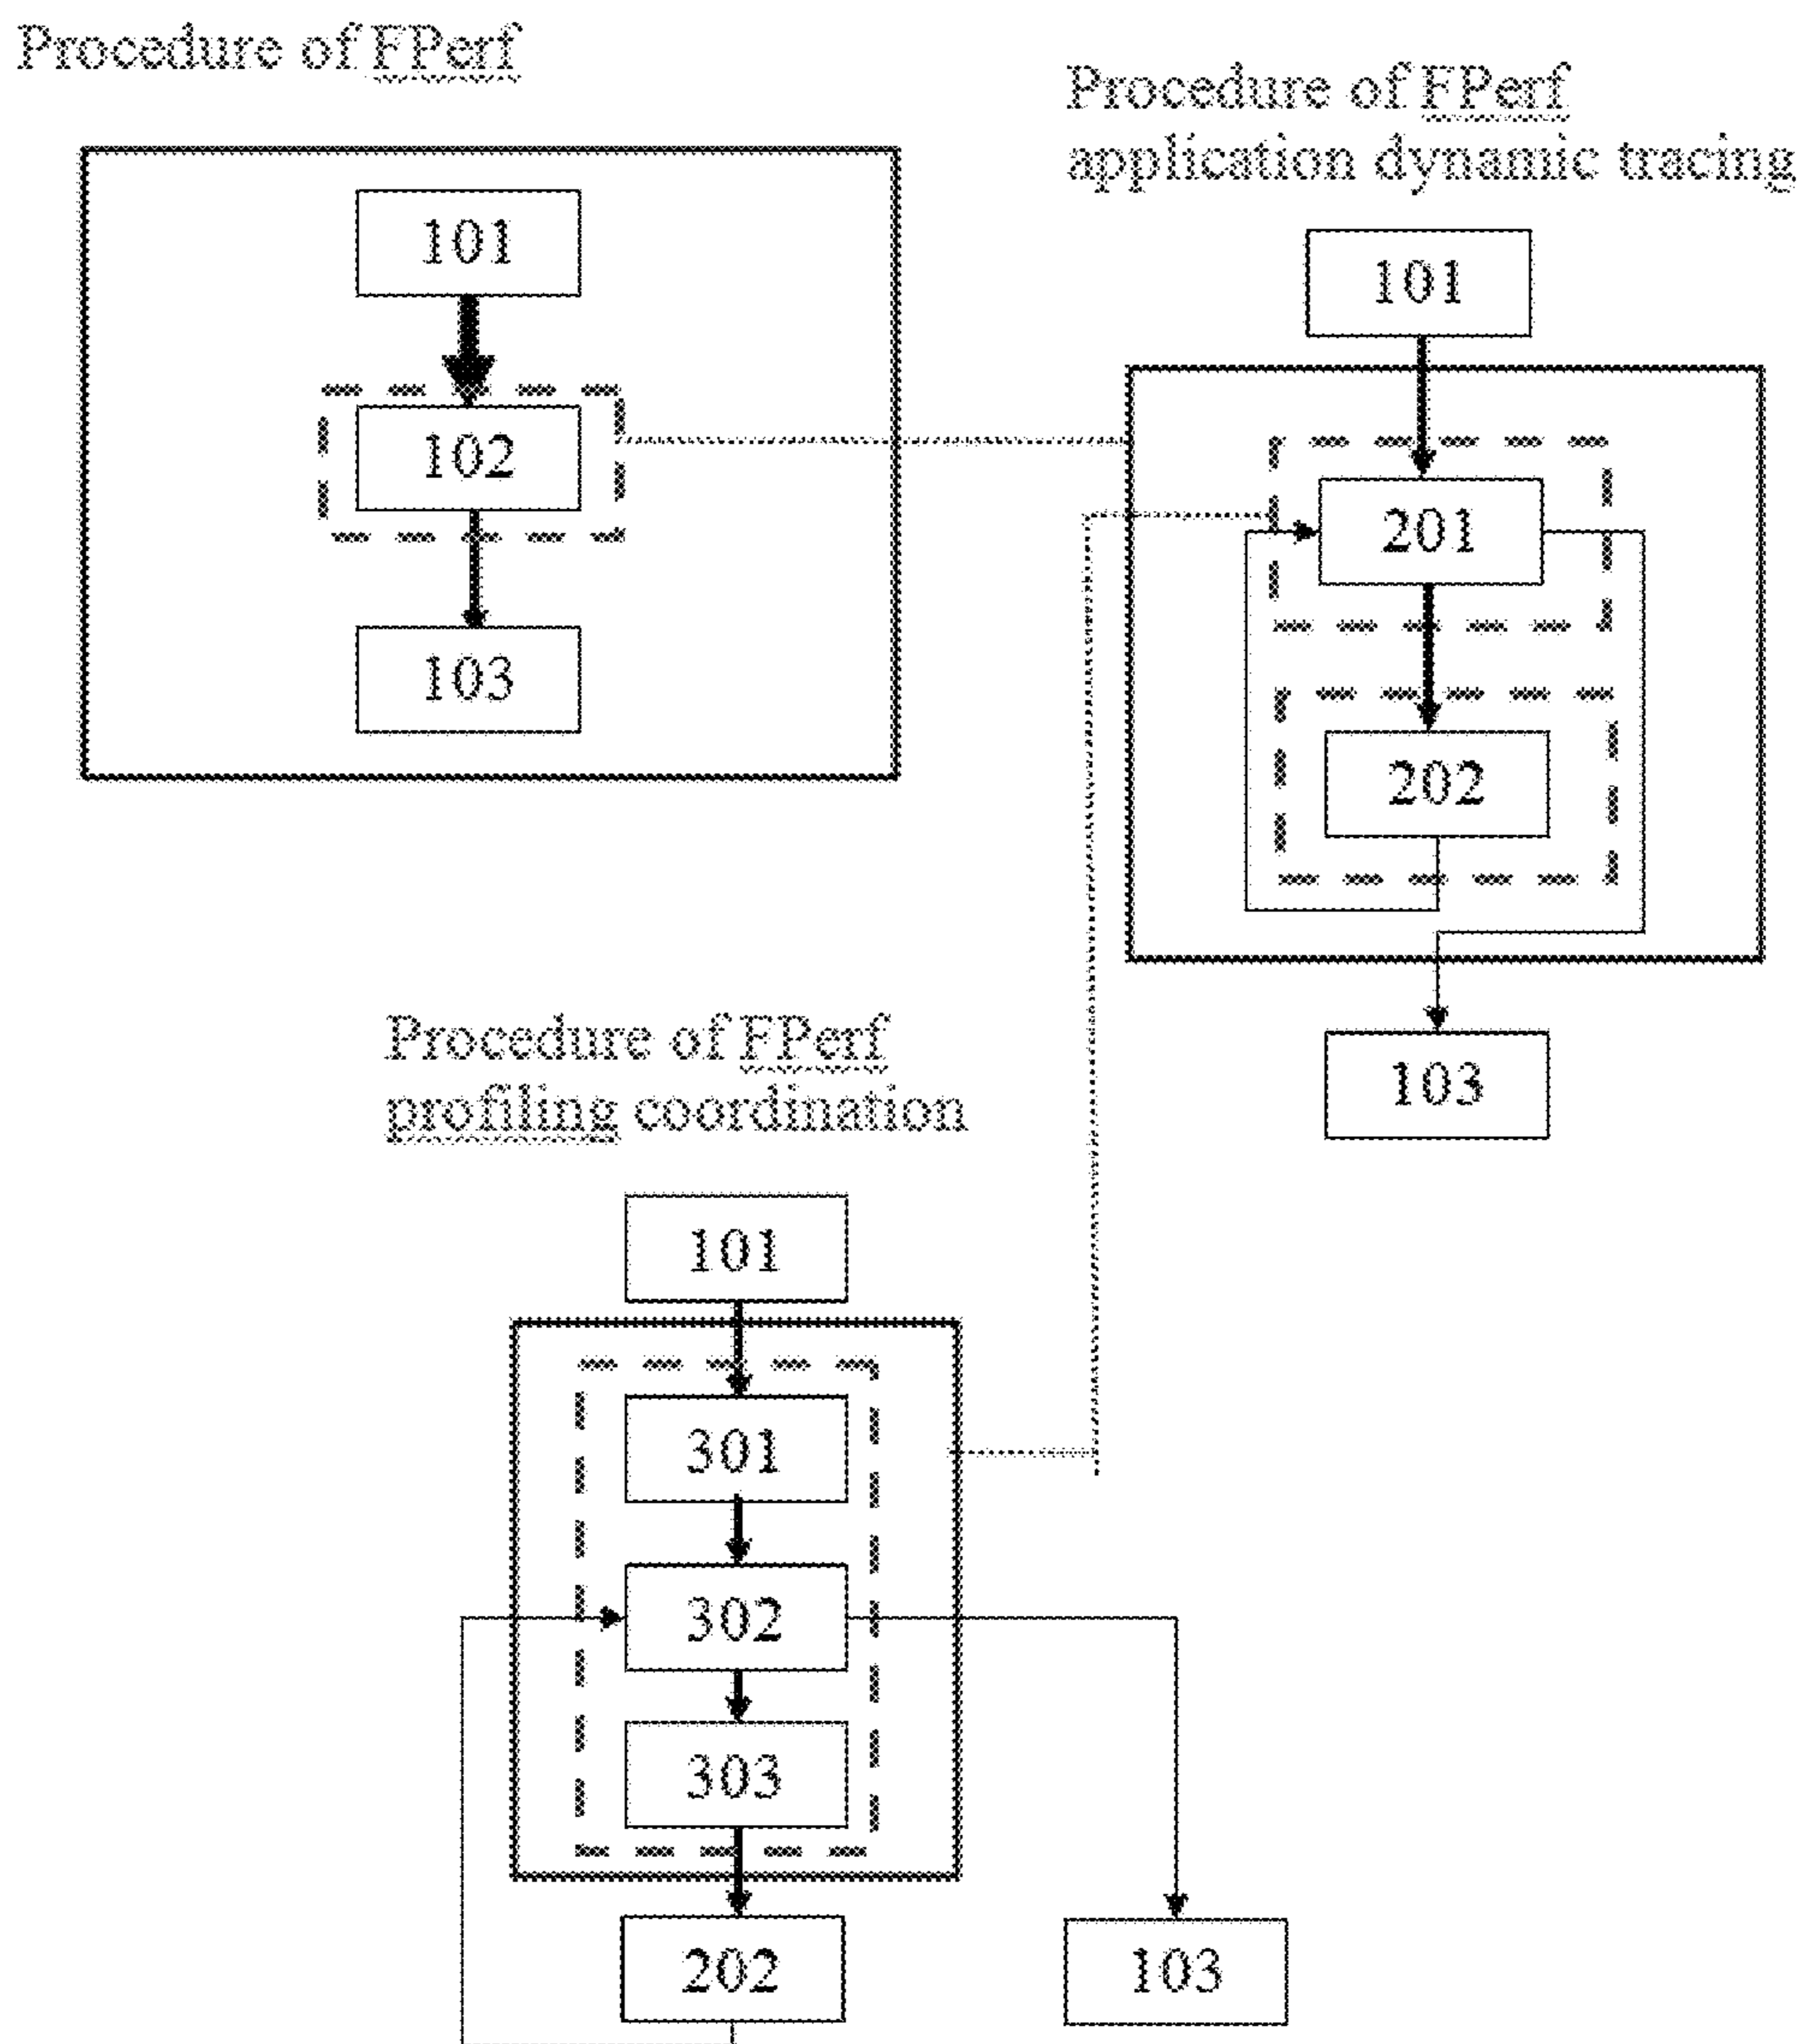 Procedure of FPerf
101
102
103
Procedure of FPerf
application dynamic tracing
101
201
202
103
Procedure of FPerf
profiling coordination
101
301
302
303
202
103